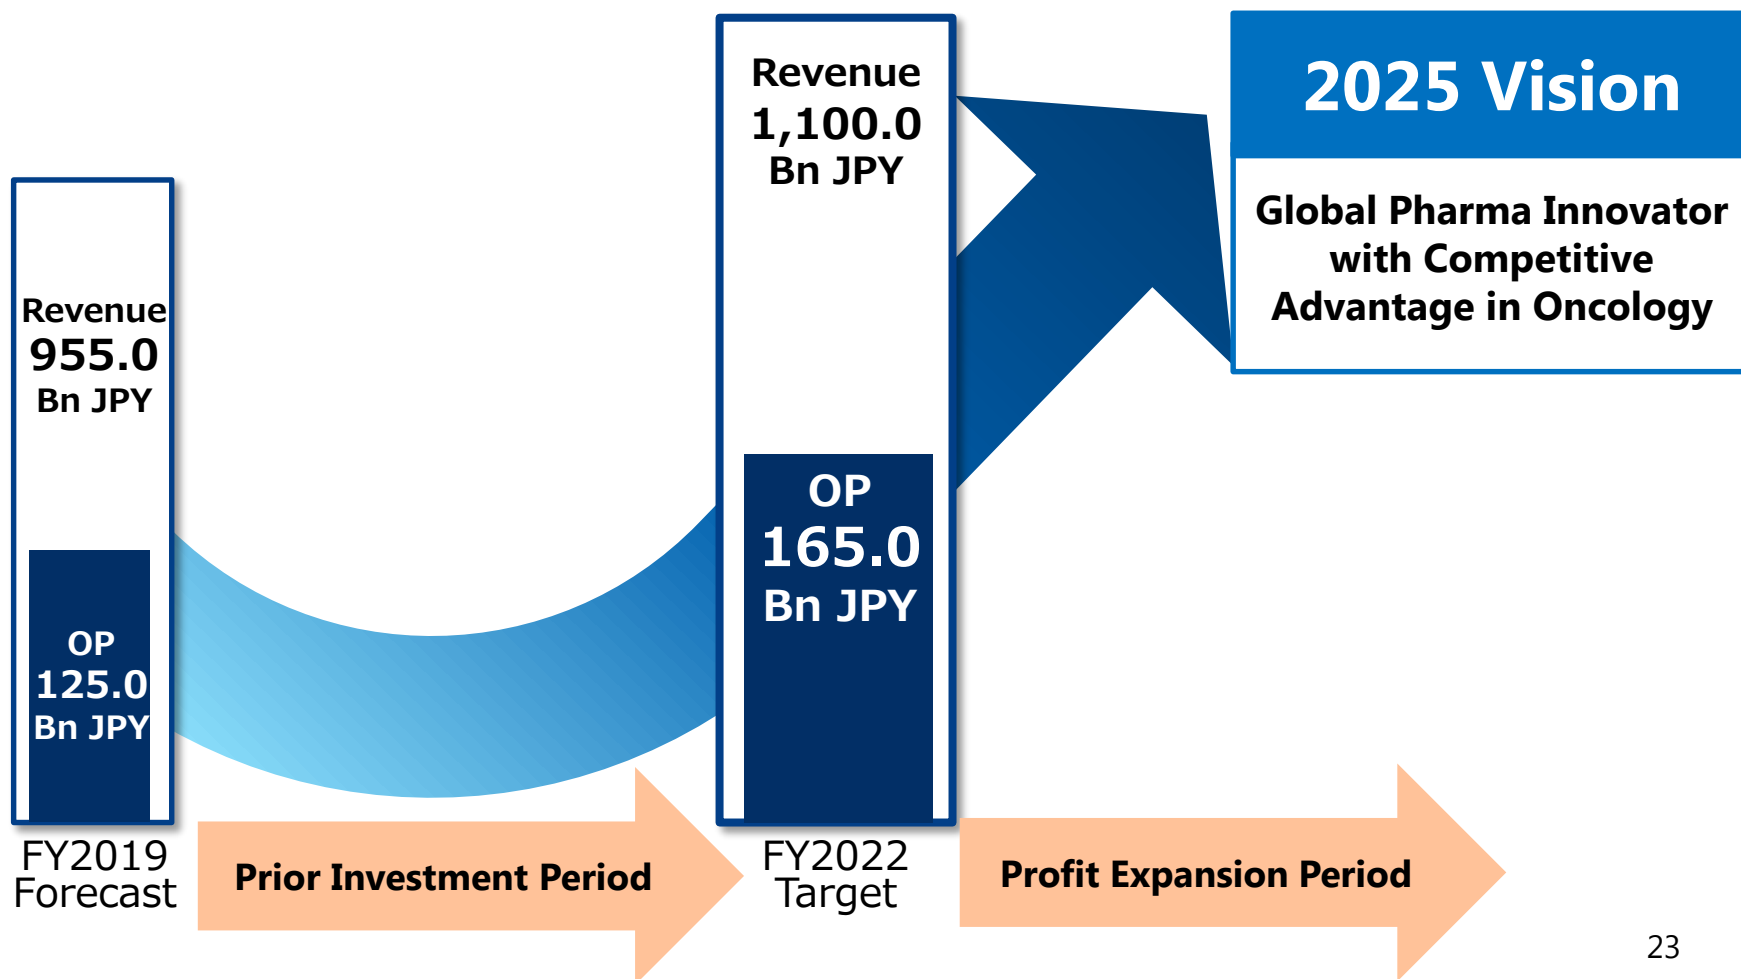 Revenue
955.0
Bn JPY
OP
125.0
Bn JPY
FY2019
Forecast
Prior Investment Period
Revenue
1,100.0
Bn JPY
OP
165.0
Bn JPY
FY2022
Target
Profit Expansion Period
2025 Vision
Global Pharma Innovator
with Competitive
Advantage in Oncology
23